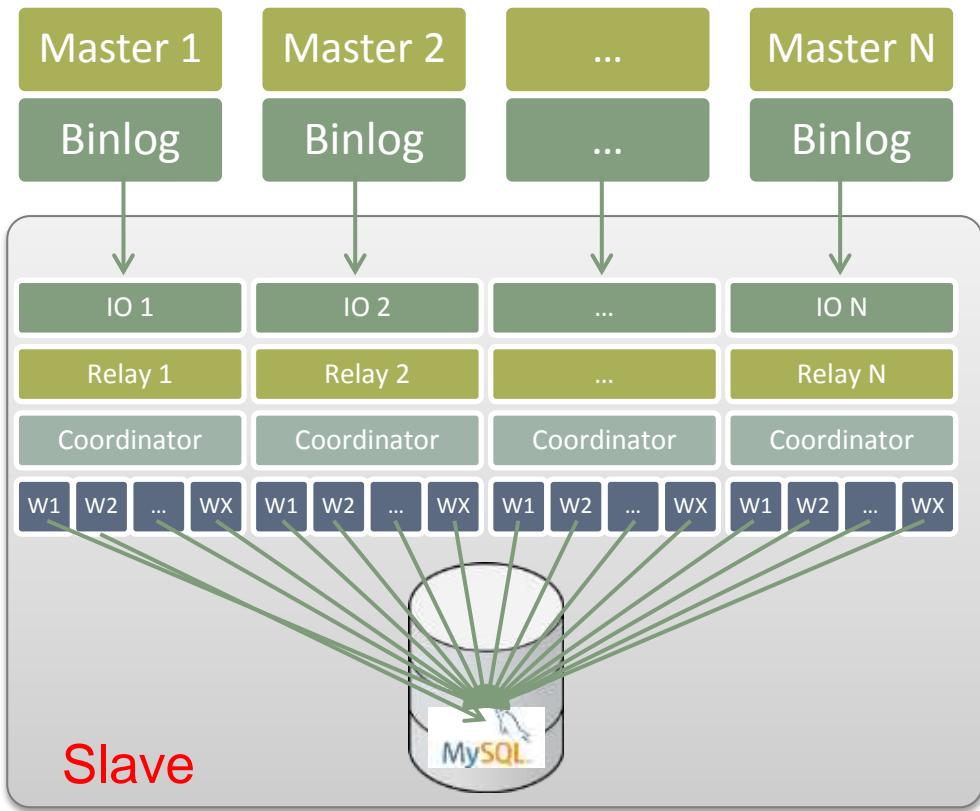 Master 1 Master 2 ... Master N
Binlog Binlog ... Binlog
IO 1 IO 2 ... IO N
Relay 1 Relay 2 ... Relay N
Coordinator Coordinator Coordinator Coordinator
W1 W2 ... WX W1 W2 ... WX W1 W2 ... WX W1 W2 ... WX
MySQL
Slave